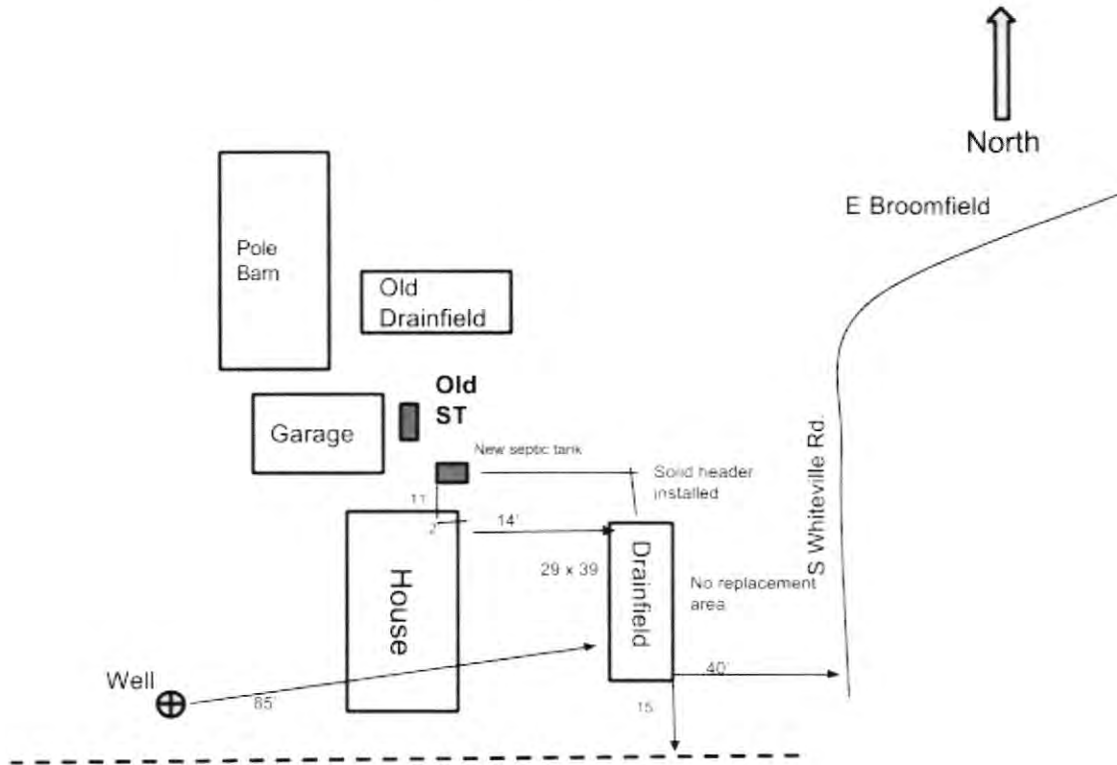 North
E Broomfield
Pole
Barn
Old
Drainfield
Old
ST
Garage
New septic tank
Solid header
installed
11'
2'
14'
29 x 39
House
Drainfield
No replacement
area
S Whiteville Rd.
Well
85'
40'
15